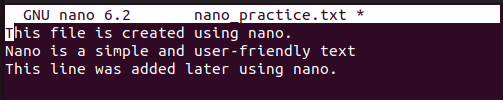 GNU nano 6.2 nano_practice.txt *
This file is created using nano.
Nano is a simple and user-friendly text
This line was added later using nano.